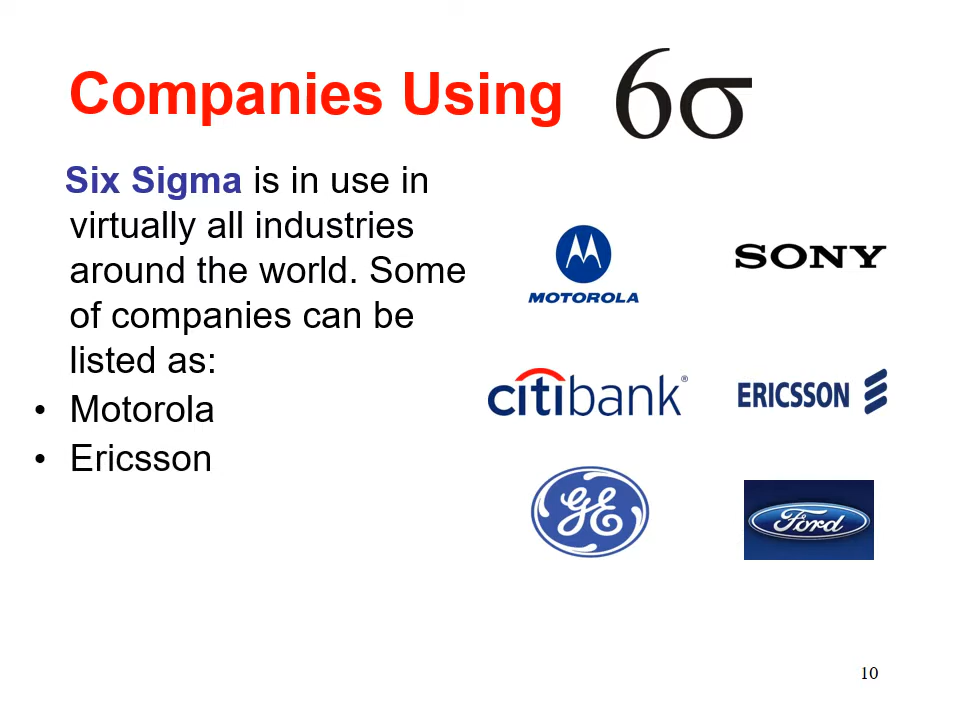 Companies Using 6σ
Six Sigma is in use in
virtually all industries
around the world. Some
of companies can be
listed as:
• Motorola
• Ericsson
MOTOROLA
SONY
citibank®
ERICSSON
GE
Ford
10